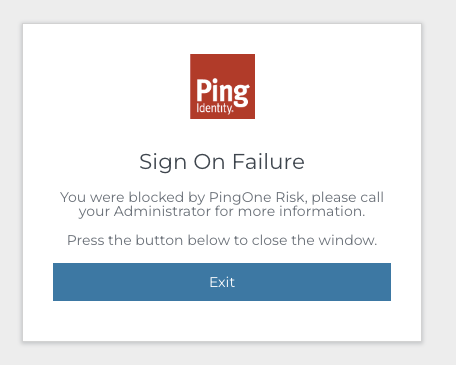 Ping
Identity.
Sign On Failure
You were blocked by PingOne Risk, please call
your Administrator for more information.
Press the button below to close the window.
Exit